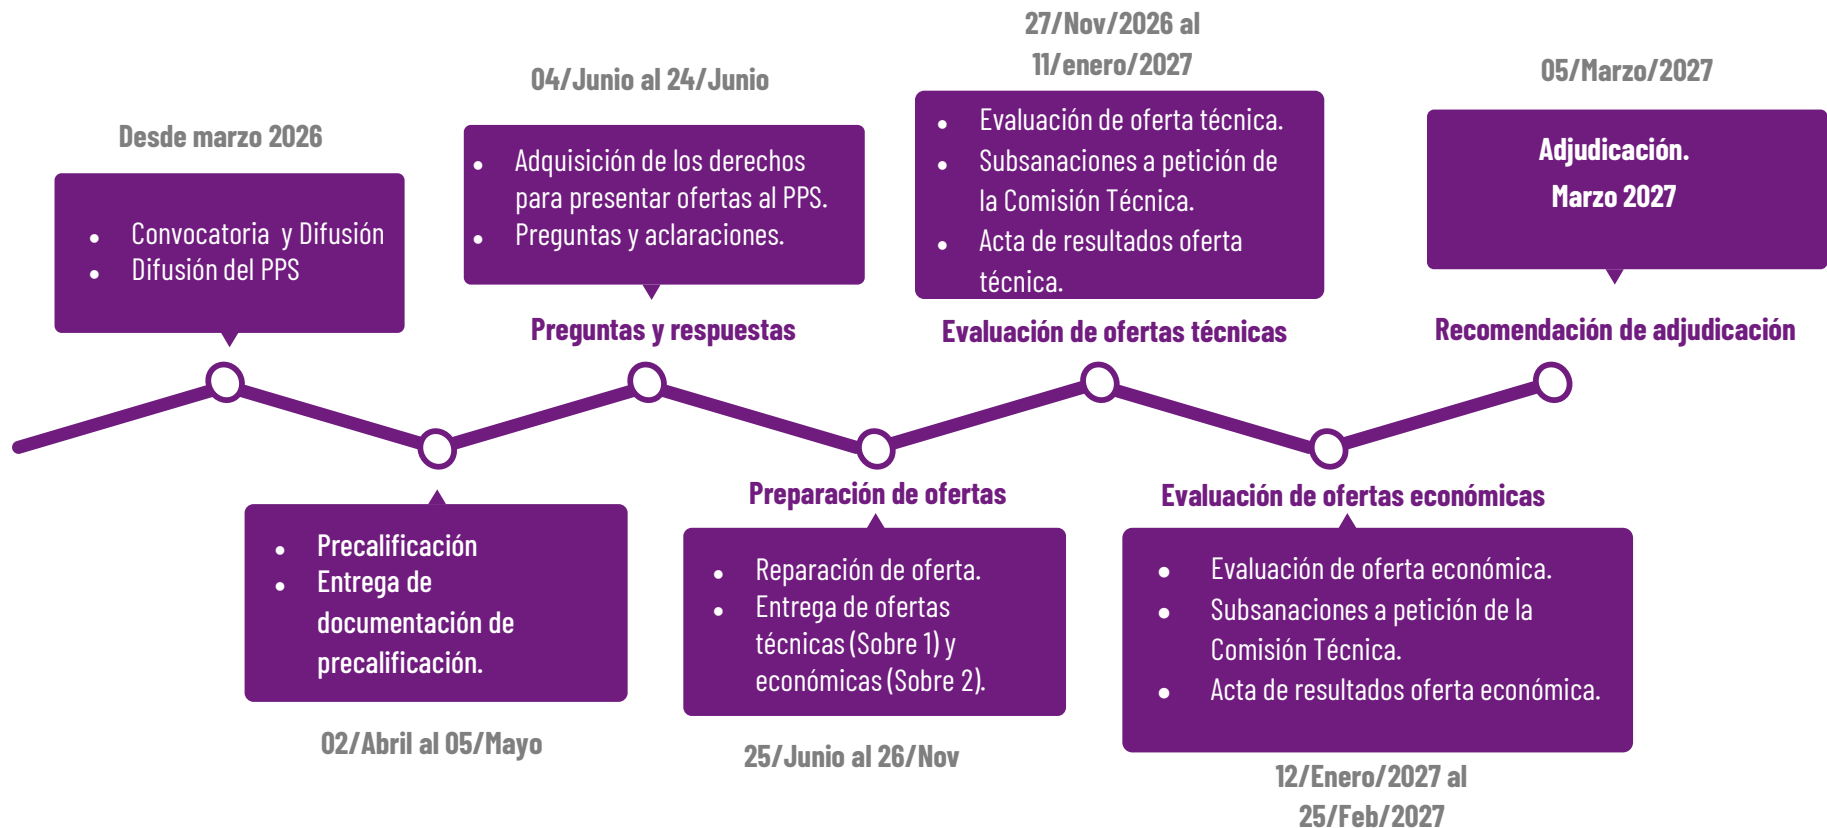 Desde marzo 2026
Convocatoria y Difusión
Difusión del PPS
Precalificación
Entrega de
documentación de
precalificación.
02/Abril al 05/Mayo
04/Junio al 24/Junio
Adquisición de los derechos
para presentar ofertas al PPS.
Preguntas y aclaraciones.
Preguntas y respuestas
Preparación de ofertas
Reparación de oferta.
Entrega de ofertas
técnicas (Sobre 1) y
económicas (Sobre 2).
25/Junio al 26/Nov
27/Nov/2026 al
11/enero/2027
Evaluación de oferta técnica.
Subsanaciones a petición de
la Comisión Técnica.
Acta de resultados oferta
técnica.
Evaluación de ofertas técnicas
Evaluación de ofertas económicas
Evaluación de oferta económica.
Subsanaciones a petición de la
Comisión Técnica.
Acta de resultados oferta económica.
12/Enero/2027 al
25/Feb/2027
05/Marzo/2027
Adjudicación.
Marzo 2027
Recomendación de adjudicación